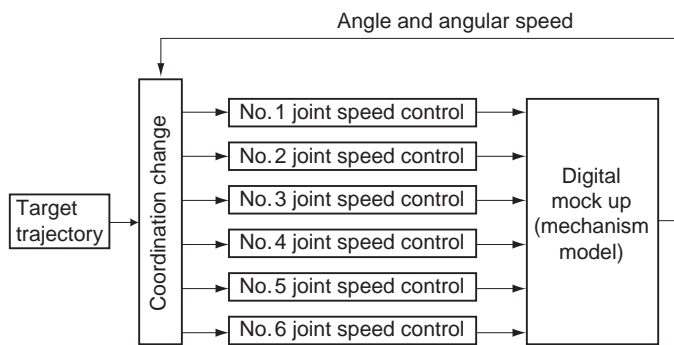 Angle and angular speed
Target
trajectory
Coordination change
No. 1 joint speed control
No. 2 joint speed control
No. 3 joint speed control
No. 4 joint speed control
No. 5 joint speed control
No. 6 joint speed control
Digital
mock up
(mechanism
model)